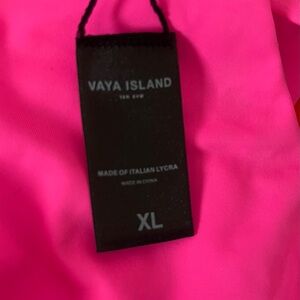 VAYA ISLAND
MADE OF ITALIAN LYCRA
MADE IN CHINA
XL